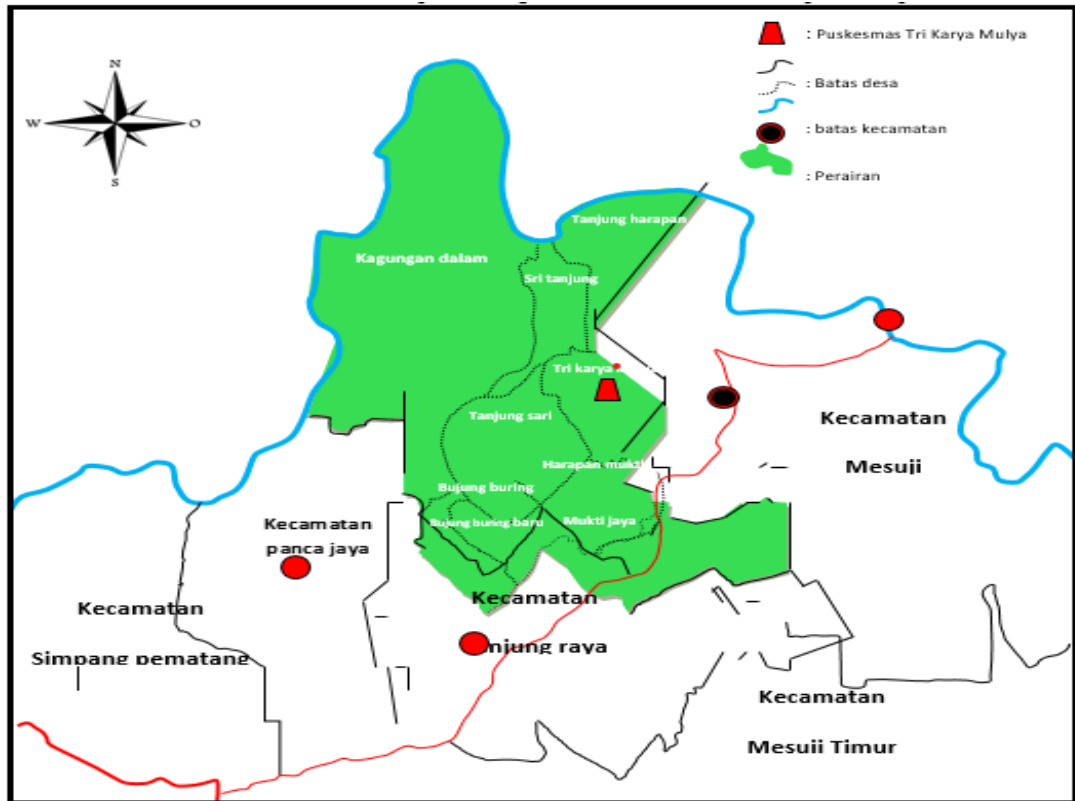 : Puskesmas Tri Karya Mulya
: Batas desa
: batas kecamatan
: Perairan
N
W
O
S
Tanjung harapan
Kagungan dalam
Sri tanjung
Tri karya
Tanjung sari
Kecamatan
Mesuji
Harapan mukti
Bujung buring
Bujung buring baru
Mukti jaya
Kecamatan
panca jaya
Kecamatan
njung raya
Kecamatan
Simpang pematang
Kecamatan
Mesuji Timur